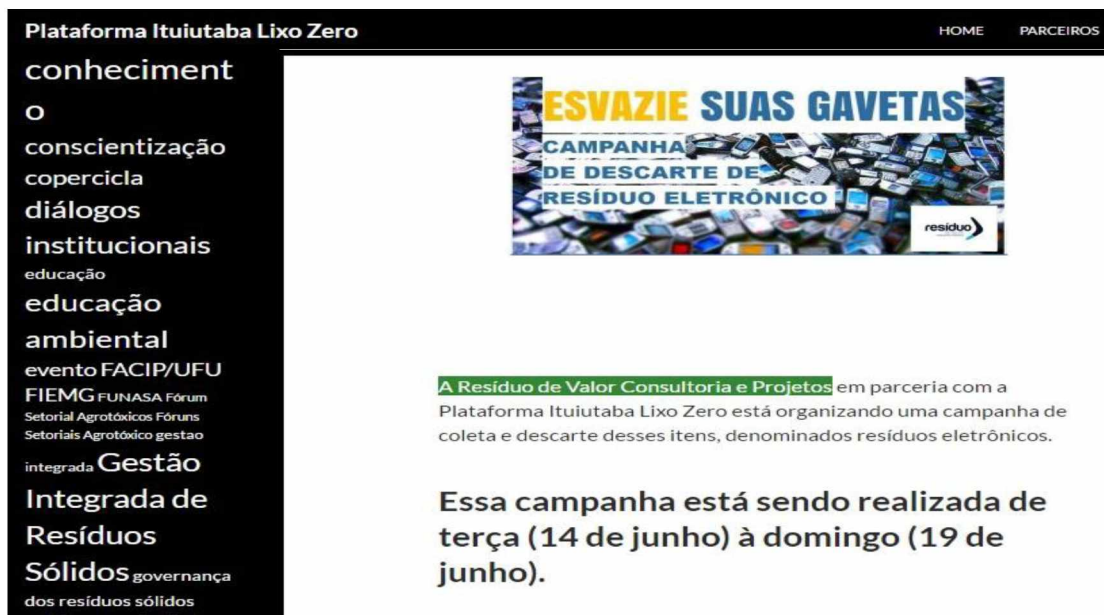 Plataforma Ituiutaba Lixo Zero
HOME PARCEIROS
conheciment
o
conscientização
copercicla
diálogos
institucionais
educação
educação
ambiental
evento FACIP/UFU
FIEMG FUNASA Fórum
Setorial Agrotóxicos Fóruns
Setoriais Agrotóxico gestao
integrada Gestão
Integrada de
Resíduos
Sólidos governança
dos resíduos sólidos
ESVAZIE SUAS GAVETAS
CAMPANHA
DE DESCARTE DE
RESÍDUO ELETRÔNICO
resíduo
A Resíduo de Valor Consultoria e Projetos em parceria com a
Plataforma Ituiutaba Lixo Zero está organizando uma campanha de
coleta e descarte desses itens, denominados resíduos eletrônicos.
Essa campanha está sendo realizada de
terça (14 de junho) à domingo (19 de
junho).